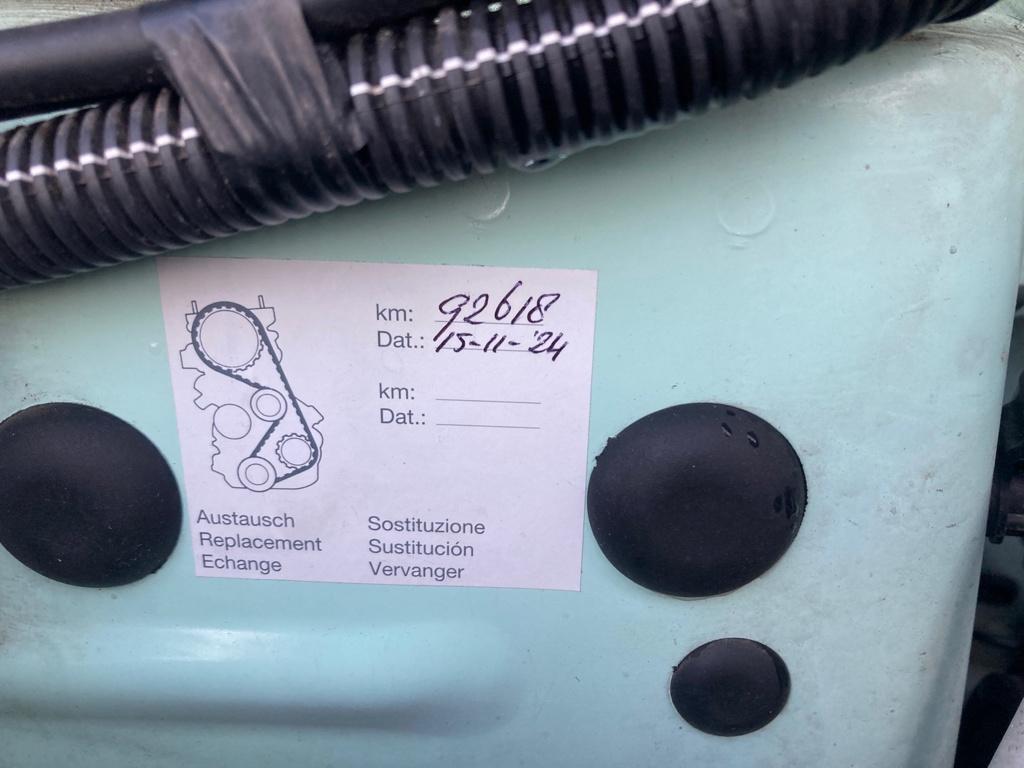 km: 92618
Dat.: 15-11-'24
km:
Dat.:
Austausch
Replacement
Echange
Sostituzione
Sustitución
Vervanger